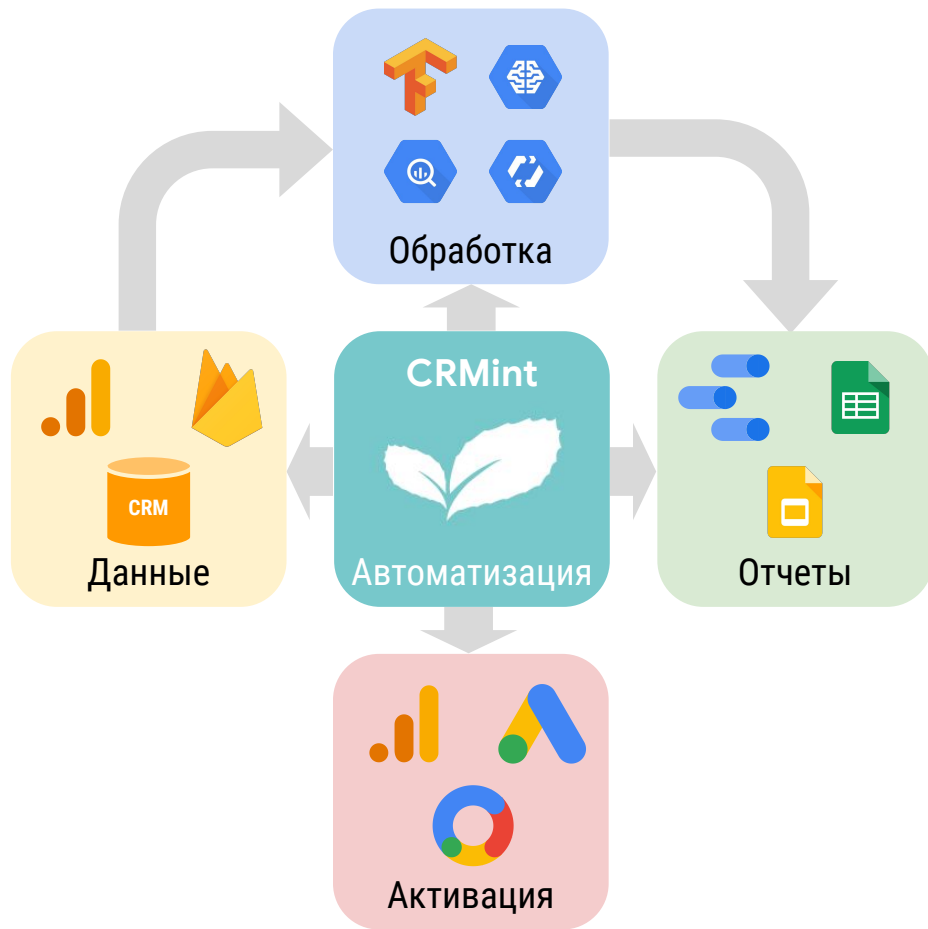 Обработка
CRMint
CRM
Данные
Автоматизация
Отчеты
Активация